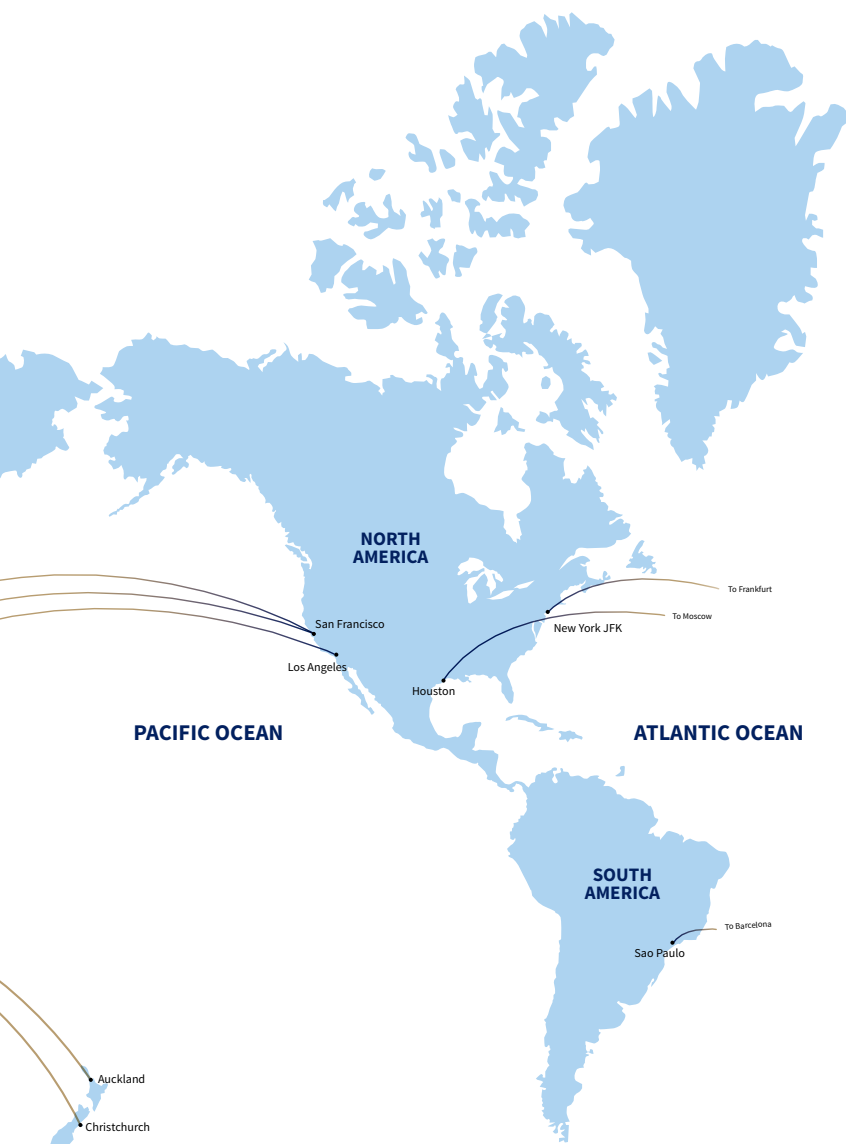 NORTH
AMERICA
To Frankfurt
To Moscow
San Francisco
New York JFK
Los Angeles
Houston
PACIFIC OCEAN
ATLANTIC OCEAN
SOUTH
AMERICA
To Barcelona
Sao Paulo
Auckland
Christchurch